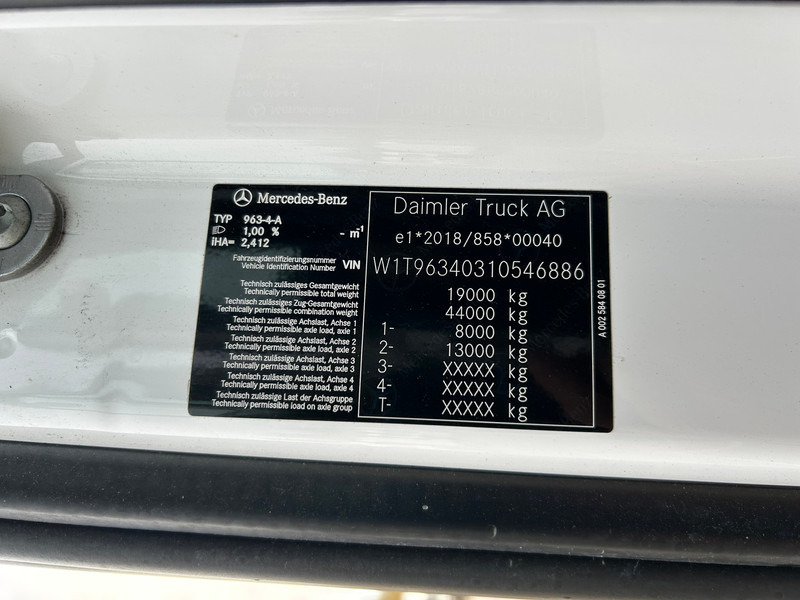 Mercedes-Benz
TYP 963-4-A
1,00 % - m⁻¹
iHA= 2,412
Fahrzeugidentifizierungsnummer
Vehicle Identification Number VIN
Technisch zulässiges Gesamtgewicht
Technically permissible total weight
Technisch zulässiges Zug-Gesamtgewicht
Technically permissible combination weight
Technisch zulässige Achslast, Achse 1
Technically permissible axle load, axle 1
Technisch zulässige Achslast, Achse 2
Technically permissible axle load, axle 2
Technisch zulässige Achslast, Achse 3
Technically permissible axle load, axle 3
Technisch zulässige Achslast, Achse 4
Technically permissible axle load, axle 4
Technisch zulässige Last der Achsgruppe
Technically permissible load on axle group
Daimler Truck AG
e1*2018/858*00040
W1T96340310546886
19000 kg
44000 kg
1- 8000 kg
2- 13000 kg
3- XXXXX kg
4- XXXXX kg
T- XXXXX kg
A 002 584 08 01